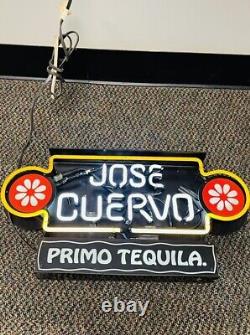 JOSE
CUERVO
PRIMO TEQUILA.